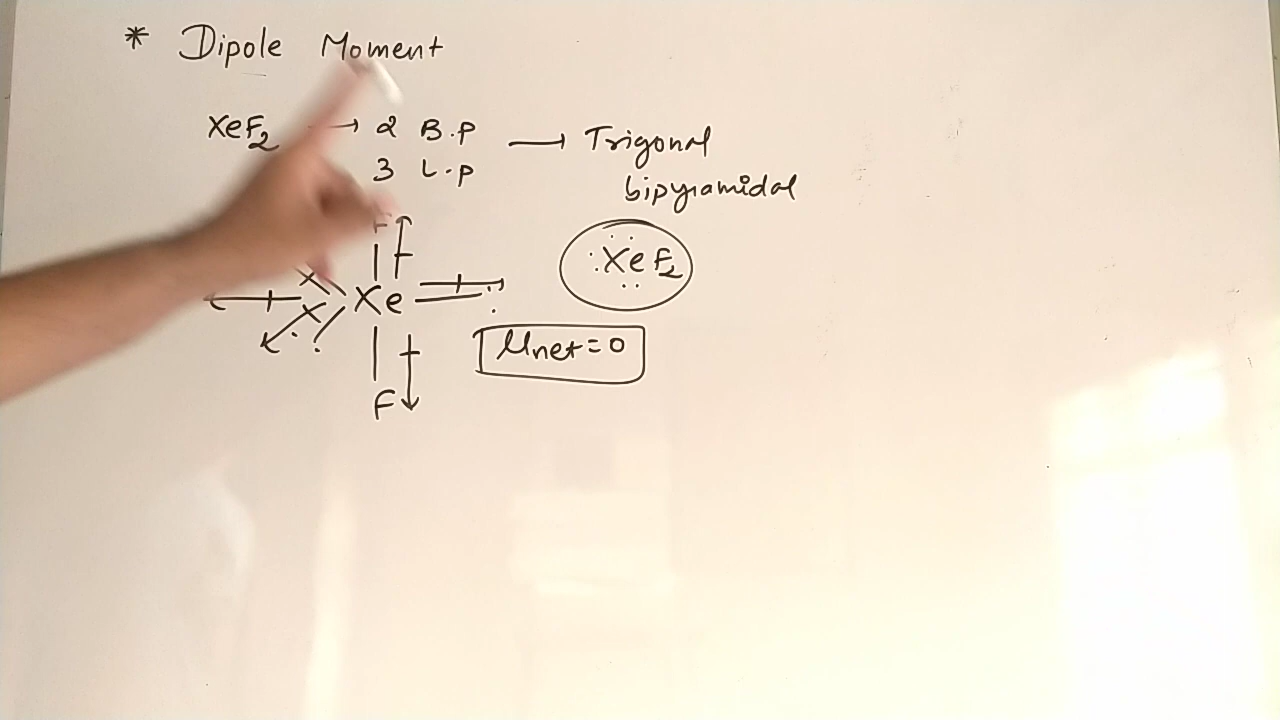 * Dipole Moment
XeF2 → 2 B.P → Trigonal
3 L.P bipyramidal
F
:XeF2
Xe
μnet = 0
F